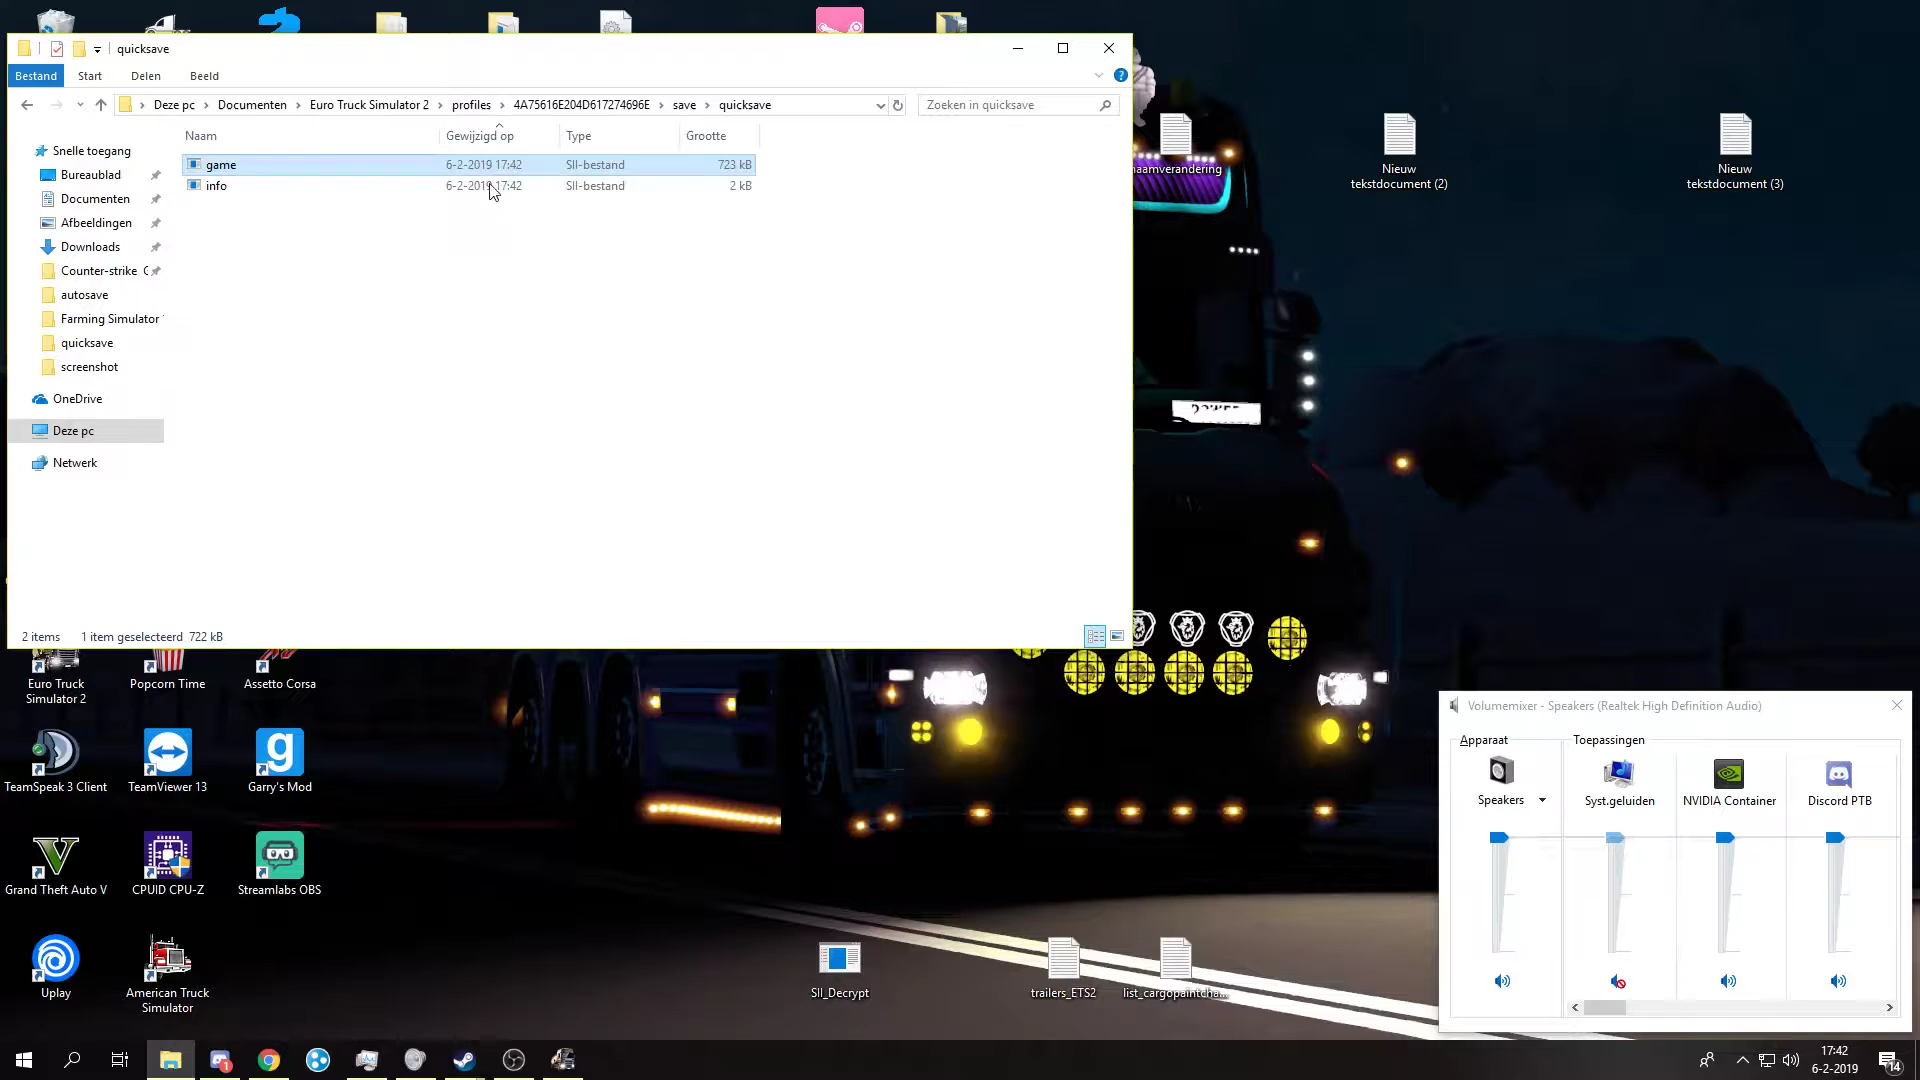 quicksave
Bestand Start Delen Beeld
Deze pc Documenten Euro Truck Simulator 2 profiles 4A75616E204D617274696E save quicksave
Zoeken in quicksave
Naam Gewijzigd op Type Grootte
game 6-2-2019 17:42 SII-bestand 723 kB
info 6-2-2019 17:42 SII-bestand 2 kB
Snelle toegang
Bureaublad
Documenten
Afbeeldingen
Downloads
Counter-strike G
autosave
Farming Simulator
quicksave
screenshot
OneDrive
Deze pc
Netwerk
2 items 1 item geselecteerd 722 kB
naamverandering
Nieuw
tekstdocument (2)
Nieuw
tekstdocument (3)
Euro Truck
Simulator 2
Popcorn Time
Assetto Corsa
TeamSpeak 3 Client
TeamViewer 13
Garry's Mod
Grand Theft Auto V
CPUID CPU-Z
Streamlabs OBS
Uplay
American Truck
Simulator
SII_Decrypt
trailers_ETS2
list_cargopaintcha...
Volumemixer - Speakers (Realtek High Definition Audio)
Apparaat
Toepassingen
Speakers
Syst.geluiden
NVIDIA Container
Discord PTB
17:42
6-2-2019
14